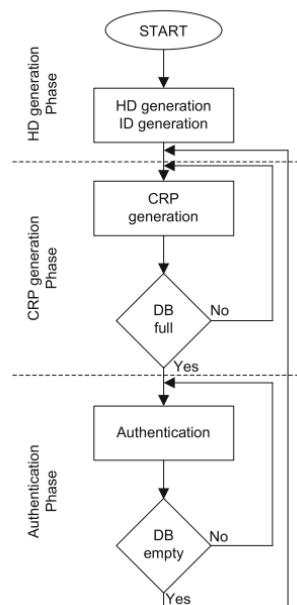 START
HD generation
Phase
HD generation
ID generation
CRP generation
Phase
CRP
generation
DB
full
No
Yes
Authentication
Phase
Authentication
DB
empty
No
Yes